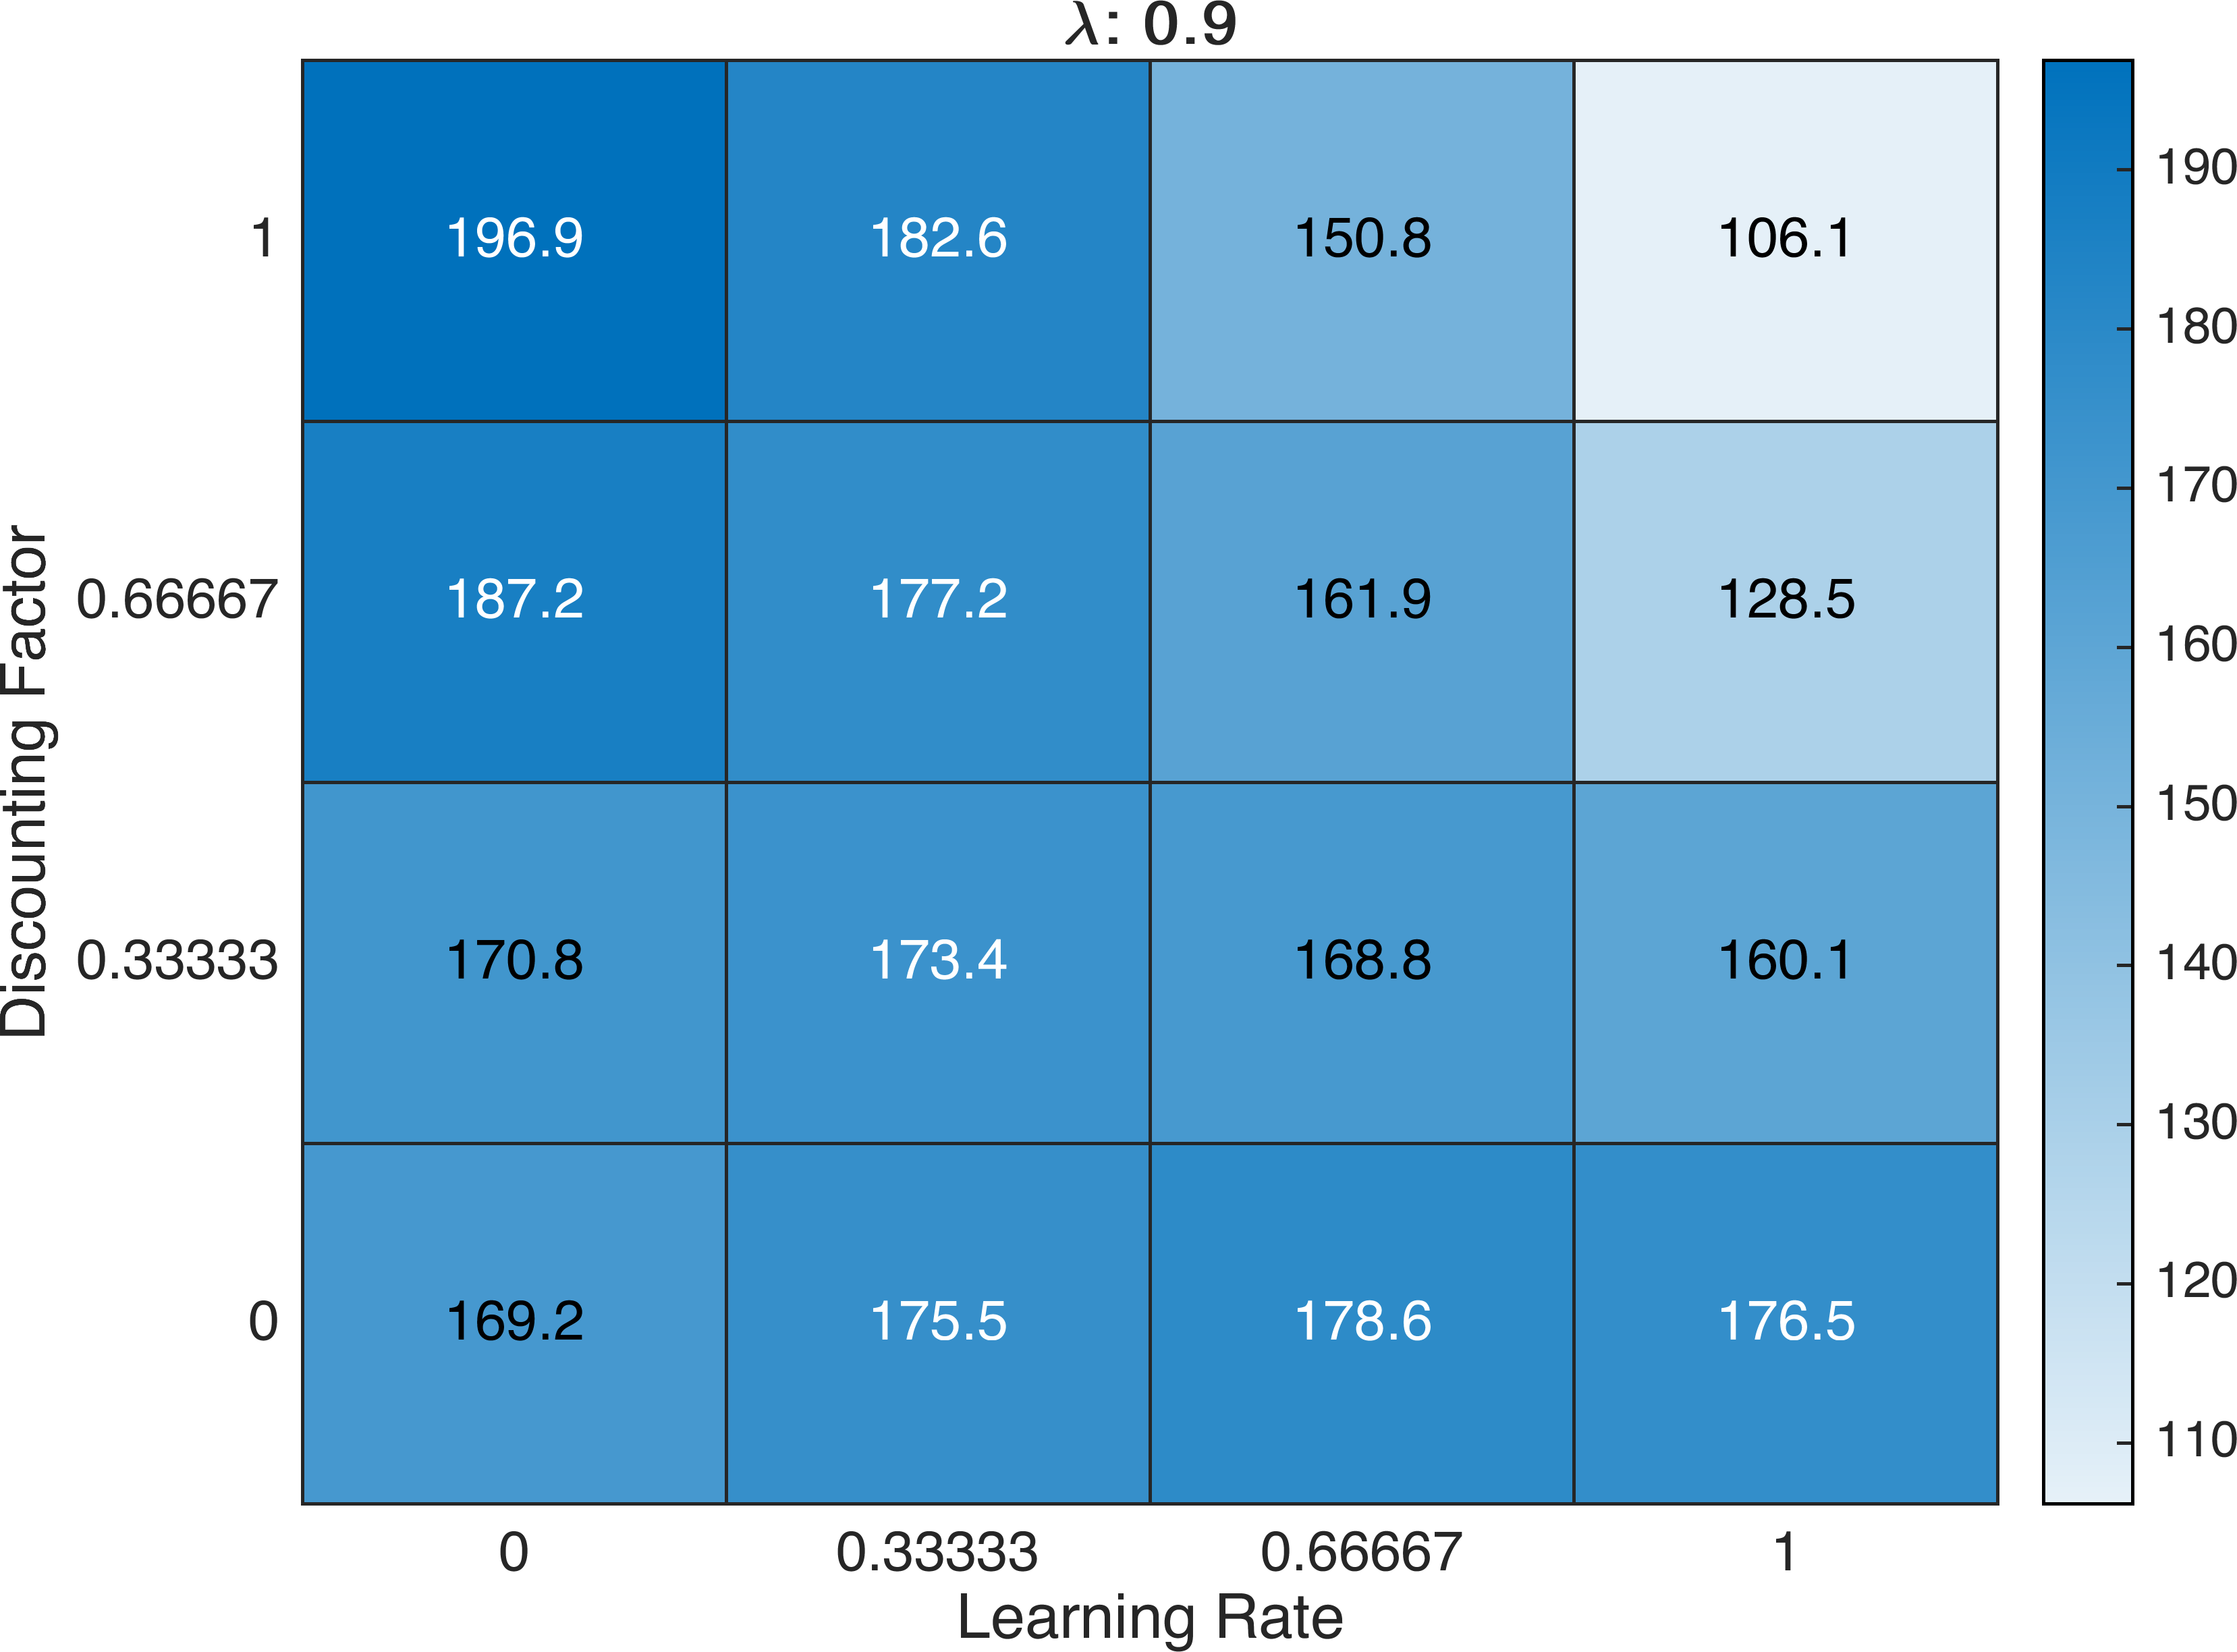 λ: 0.9
1 196.9 182.6 150.8 106.1
0.66667 187.2 177.2 161.9 128.5
0.33333 170.8 173.4 168.8 160.1
0 169.2 175.5 178.6 176.5
0 0.33333 0.66667 1
Learning Rate
Discounting Factor
190
180
170
160
150
140
130
120
110